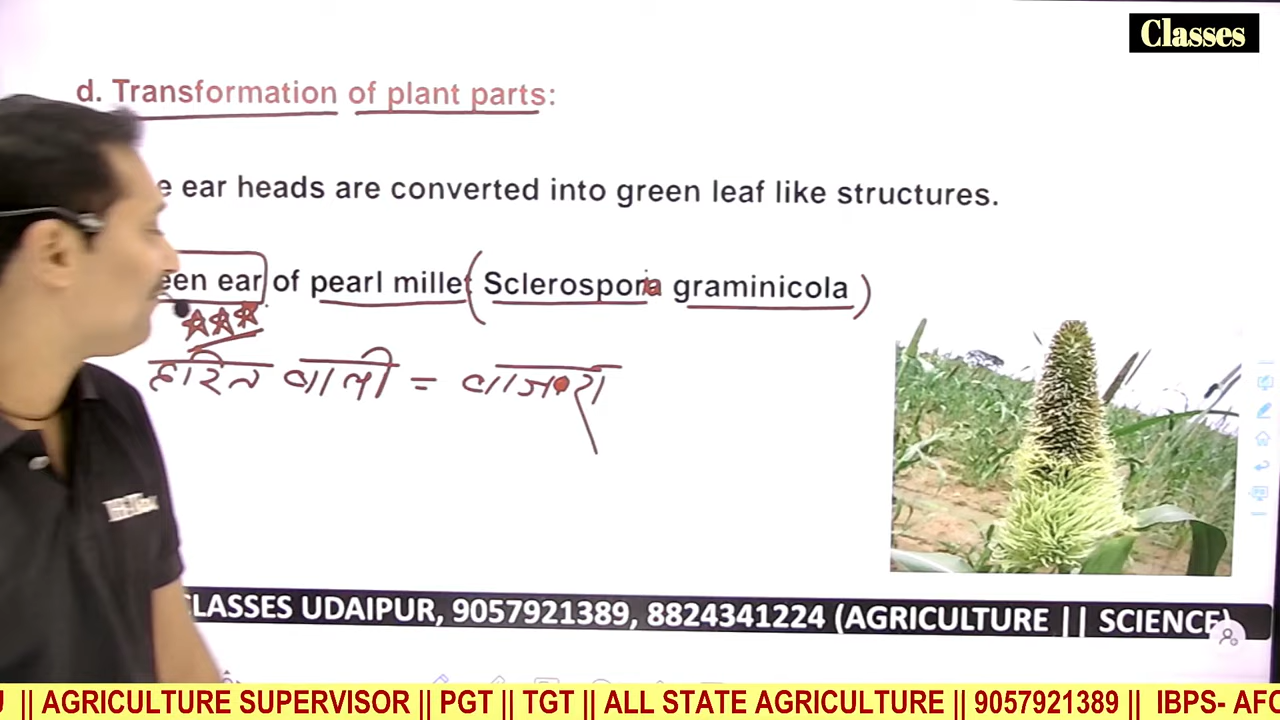 Classes
d. Transformation of plant parts:
e ear heads are converted into green leaf like structures.
een ear of pearl millet (Sclerosporia graminicola)
हरित बाली = बाजरा
CLASSES UDAIPUR, 9057921389, 8824341224 (AGRICULTURE || SCIENCE)
|| AGRICULTURE SUPERVISOR || PGT || TGT || ALL STATE AGRICULTURE || 9057921389 || IBPS- AFO